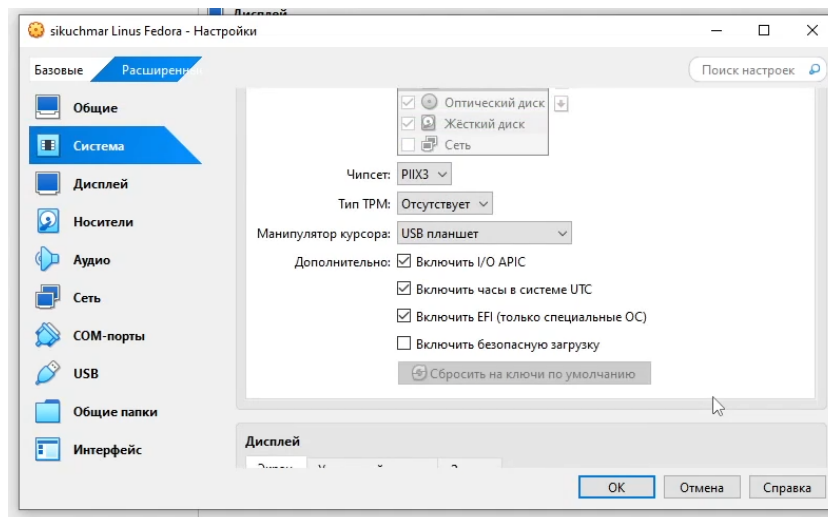 Дисплей
sikuchmar Linus Fedora - Настройки
Базовые
Расширенн
Поиск настроек
Общие
Система
Дисплей
Носители
Аудио
Сеть
COM-порты
USB
Общие папки
Интерфейс
Оптический диск
Жёсткий диск
Сеть
Чипсет: PIIX3
Тип TPM: Отсутствует
Манипулятор курсора: USB планшет
Дополнительно: Включить I/O APIC
Включить часы в системе UTC
Включить EFI (только специальные ОС)
Включить безопасную загрузку
Сбросить на ключи по умолчанию
Дисплей
OK
Отмена
Справка